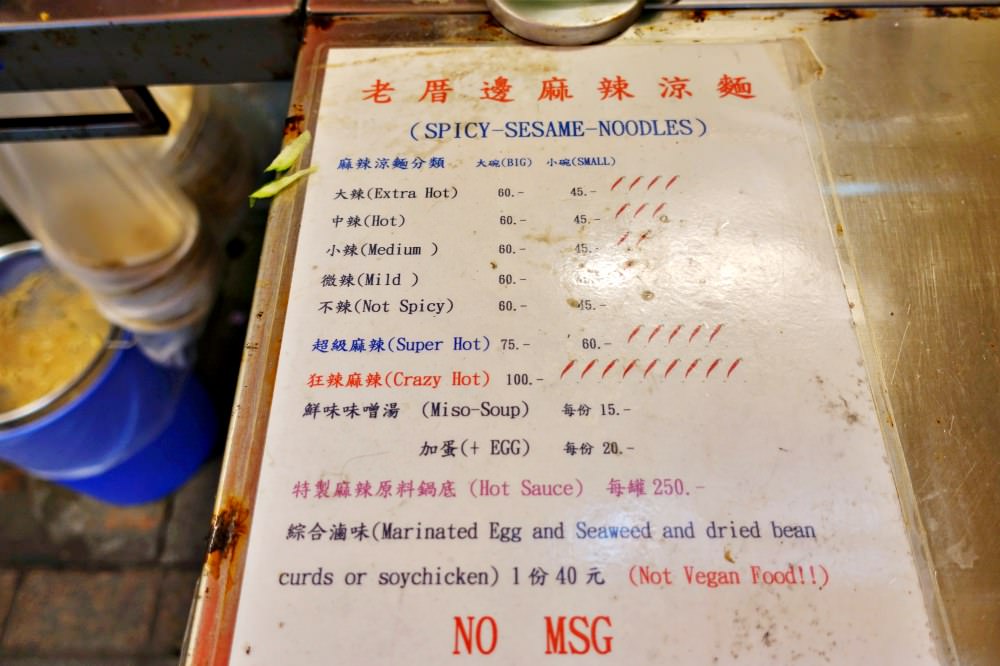 老厝邊麻辣涼麵
(SPICY-SESAME-NOODLES)
麻辣涼麵分類 大碗(BIG) 小碗(SMALL)
大辣(Extra Hot) 60.- 45.-
中辣(Hot) 60.- 45.-
小辣(Medium ) 60.- 45.-
微辣(Mild ) 60.-
不辣(Not Spicy) 60.- 45.-
超級麻辣(Super Hot) 75.- 60.-
狂辣麻辣(Crazy Hot) 100.-
鮮味味噌湯 (Miso-Soup) 每份 15.-
加蛋(+ EGG) 每份 20.-
特製麻辣原料鍋底 (Hot Sauce) 每罐 250.-
綜合滷味(Marinated Egg and Seaweed and dried bean
curds or soychicken) 1 份 40 元 (Not Vegan Food!!)
NO MSG